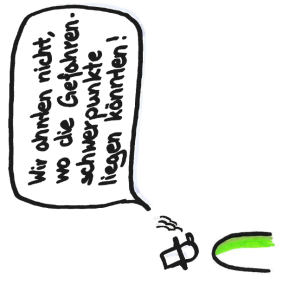 Wir ahnten nicht,
wo die Gefahren-
schwerpunkte
liegen könnten!